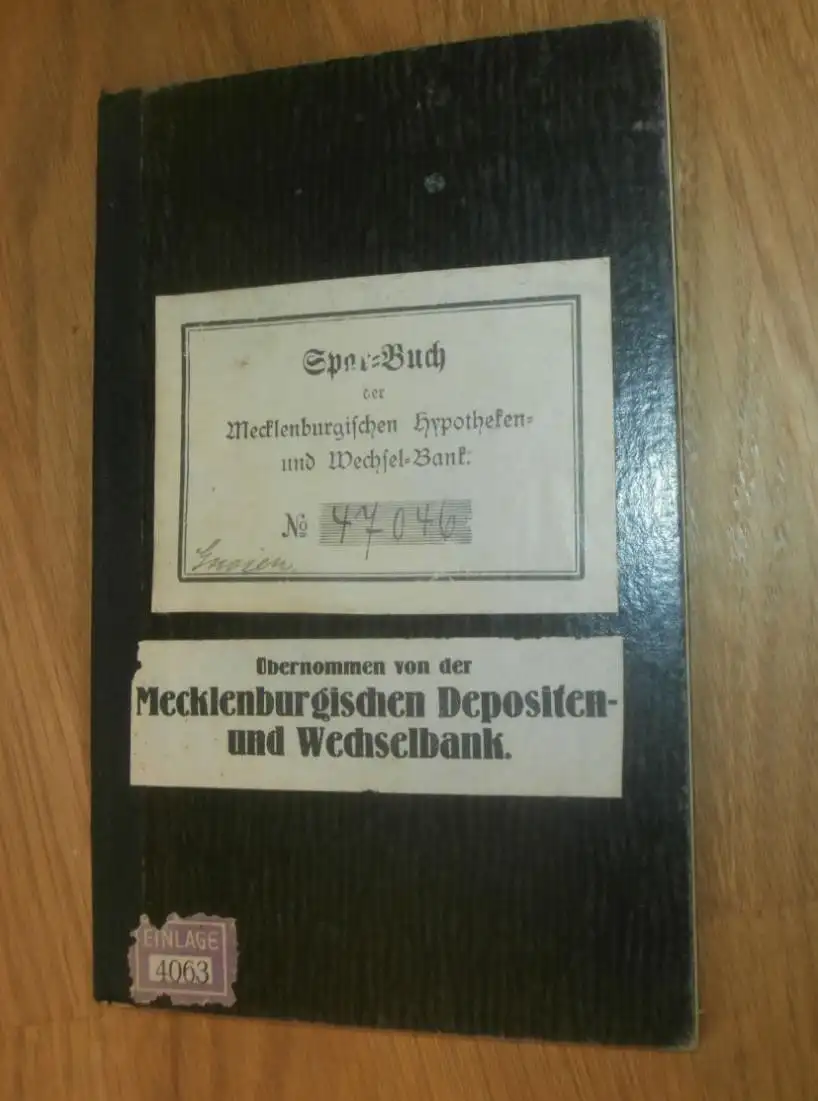 Spar=Buch
der
Mecklenburgischen Hypotheken=
und Wechsel=Bank.
№ 47046
Gnoien.
Übernommen von der
Mecklenburgischen Depositen-
und Wechselbank.
EINLAGE
4063